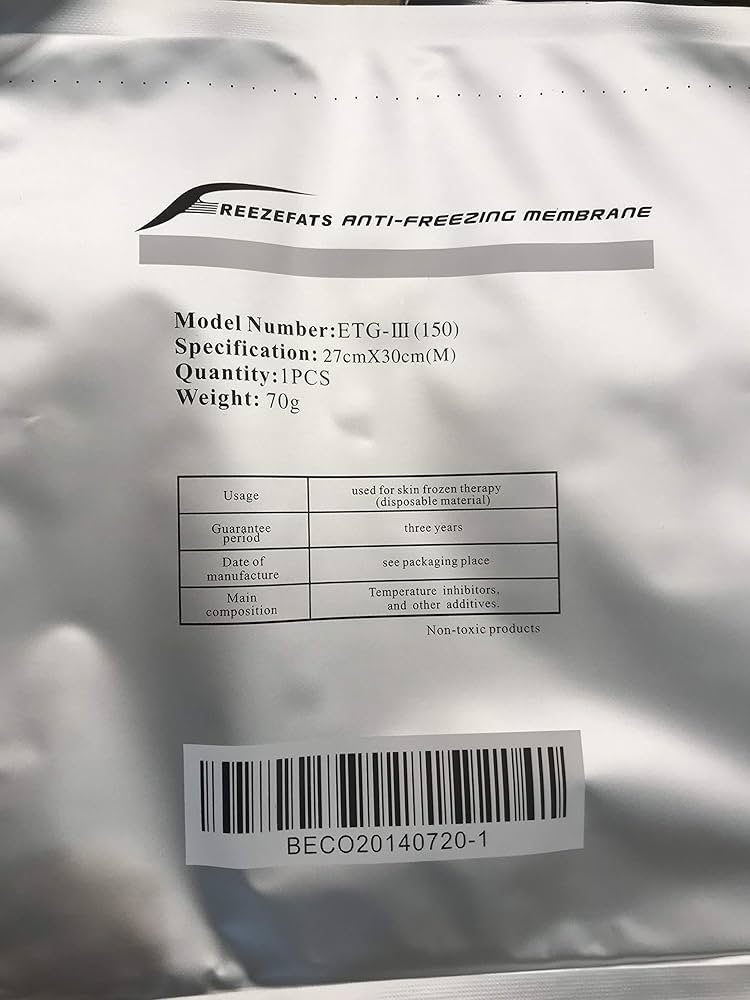 FREEZEFATS ANTI-FREEZING MEMBRANE
Model Number:ETG-III(150)
Specification: 27cmX30cm(M)
Quantity:1PCS
Weight: 70g
Usage
used for skin frozen therapy
(disposable material)
Guarantee
period
three years
Date of
manufacture
see packaging place
Main
composition
Temperature inhibitors,
and other additives.
Non-toxic products
BECO20140720-1